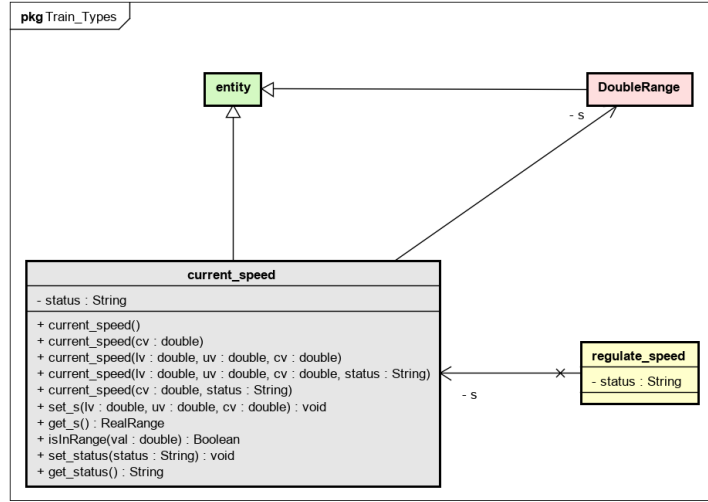 pkg Train_Types
entity
DoubleRange
- s
current_speed
- status : String
+ current_speed()
+ current_speed(cv : double)
+ current_speed(lv : double, uv : double, cv : double)
+ current_speed(lv : double, uv : double, cv : double, status : String)
+ current_speed(cv : double, status : String)
+ set_s(lv : double, uv : double, cv : double) : void
+ get_s() : RealRange
+ isInRange(val : double) : Boolean
+ set_status(status : String) : void
+ get_status() : String
- s
regulate_speed
- status : String